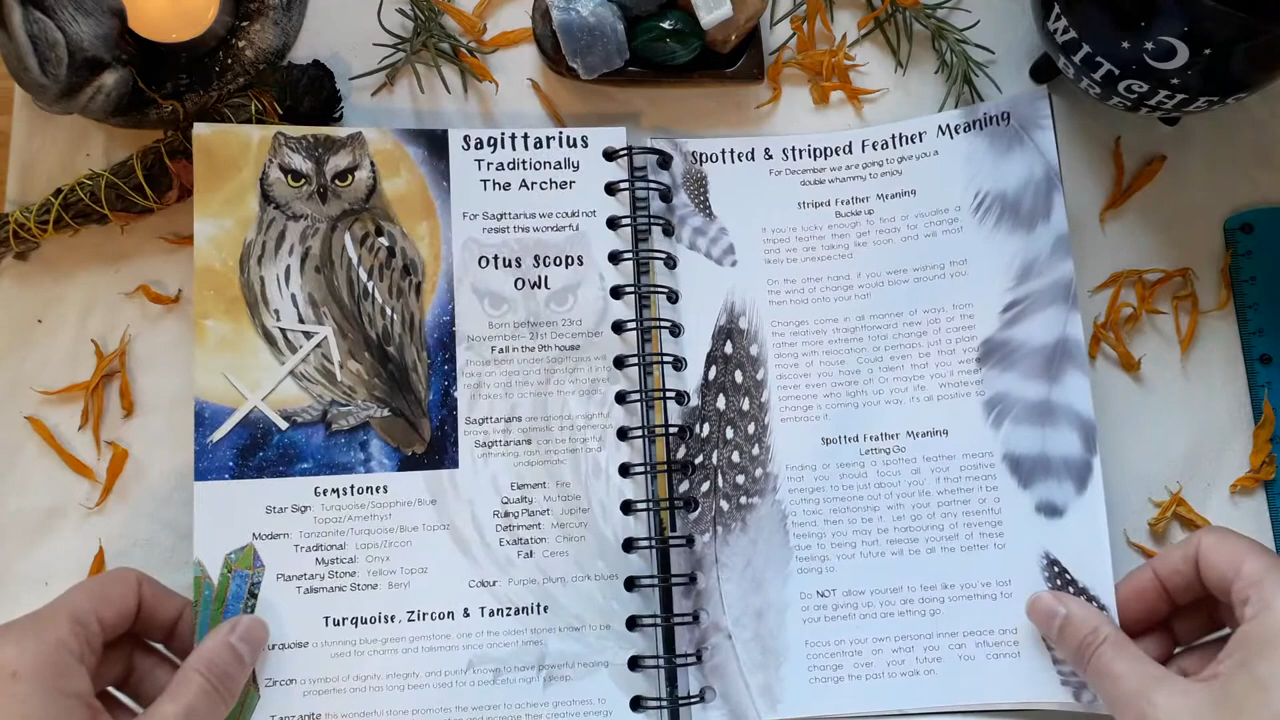 WITCHES
BREW
Sagittarius
Traditionally
The Archer
For Sagittarius we could not
resist this wonderful
Otus Scops
OWL
Born between 23rd
November- 21st December
Fall in the 9th house
Those born under Sagittarius will
take an idea and transform it into
reality and they will do whatever
it takes to achieve their goals.
Sagittarians are rational, insightful,
brave, lively, optimistic and generous
Sagittarians can be forgetful,
unthinking, rash, impatient and
undiplomatic
Element: Fire
Quality: Mutable
Ruling Planet: Jupiter
Detriment: Mercury
Exaltation: Chiron
Fall: Ceres
Colour: Purple, plum, dark blues
Gemstones
Star Sign: Turquoise/Sapphire/Blue
Topaz/Amethyst
Modern: Tanzanite/Turquoise/Blue Topaz
Traditional: Lapis/Zircon
Mystical: Onyx
Planetary Stone: Yellow Topaz
Talismanic Stone: Beryl
Turquoise, Zircon & Tanzanite
urquoise a stunning blue-green gemstone, one of the oldest stones known to be
used for charms and talismans since ancient times.
Zircon a symbol of dignity, integrity, and purity, known to have powerful healing
properties and has long been used for a peaceful night's sleep.
Tanzanite this wonderful stone promotes the wearer to achieve greatness, to
and increase their creative energy
Spotted & Stripped Feather Meaning
For December we are going to give you a
double whammy to enjoy
Striped Feather Meaning
Buckle up
If you're lucky enough to find or visualise a
striped feather then get ready for change,
and we are talking like soon, and will most
likely be unexpected.
On the other hand, if you were wishing that
the wind of change would blow around you,
then hold onto your hat!
Changes come in all manner of ways, from
the relatively straightforward new job or the
rather more extreme total change of career
along with relocation, or perhaps, just a plain
move of house. Could even be that you
discover you have a talent that you were
never even aware of! Or maybe you'll meet
someone who lights up your life. Whatever
change is coming your way, it's all positive so
embrace it.
Spotted Feather Meaning
Letting Go
Finding or seeing a spotted feather means
that you should focus all your positive
energies, to be just about 'you'. If that means
cutting someone out of your life, whether it be
a toxic relationship with your partner or a
friend, then so be it. Let go of any resentful
feelings you may be harbouring of revenge
due to being hurt, release yourself of these
feelings, your future will be all the better for
doing so.
Do NOT allow yourself to feel like you've lost
or are giving up, you are doing something for
your benefit and are letting go.
Focus on your own personal inner peace and
concentrate on what you can influence
change over, your future. You cannot
change the past so walk on.